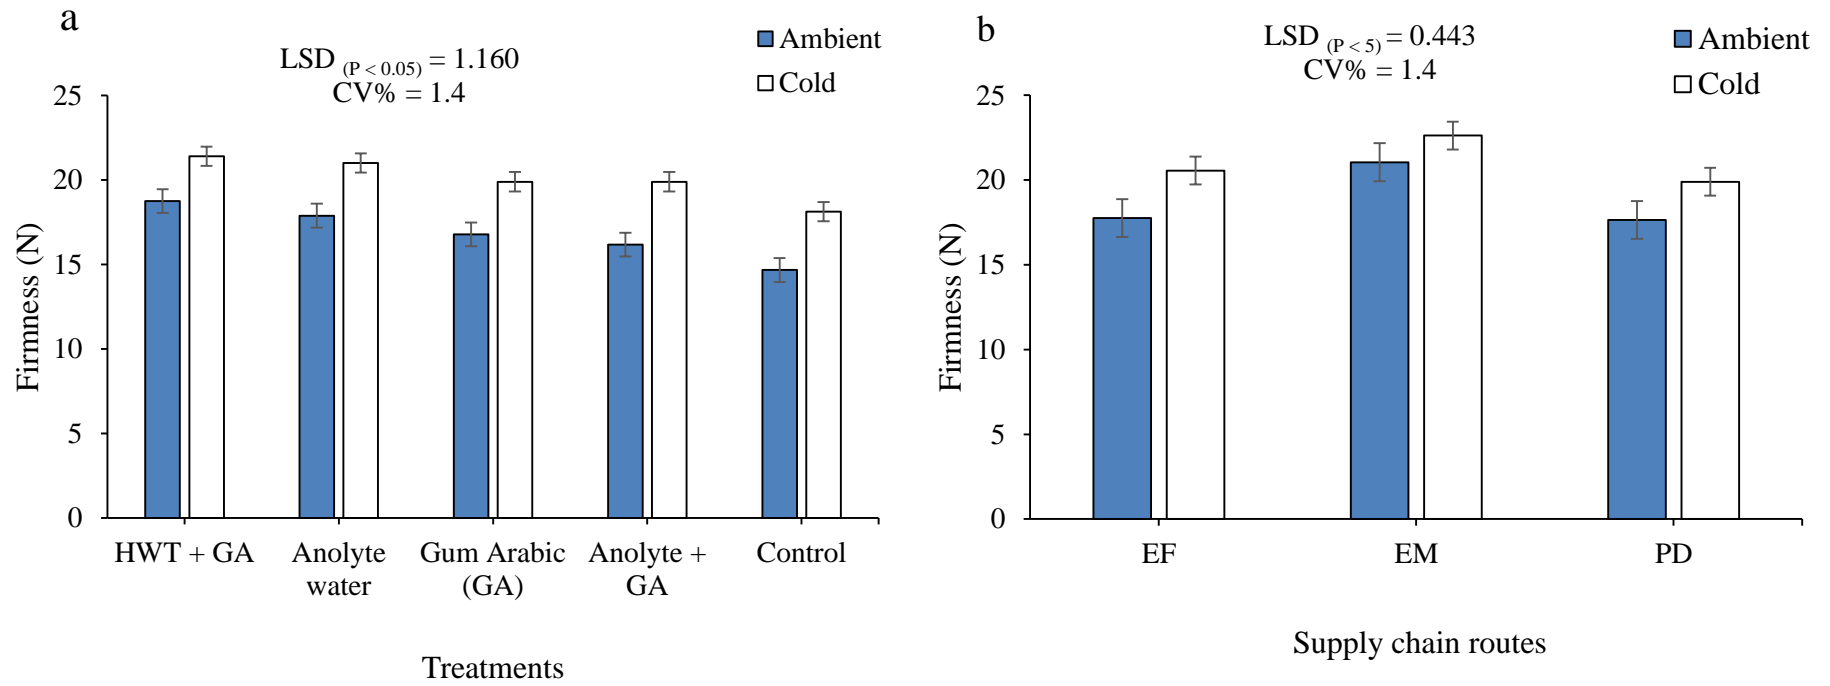 a
LSD (P < 0.05) = 1.160
CV% = 1.4
Ambient
Cold
25
20
15
10
5
0
Firmness (N)
HWT + GA
Anolyte
water
Gum Arabic
(GA)
Anolyte +
GA
Control
Treatments
b
LSD (P < 5) = 0.443
CV% = 1.4
Ambient
Cold
25
20
15
10
5
0
Firmness (N)
EF
EM
PD
Supply chain routes